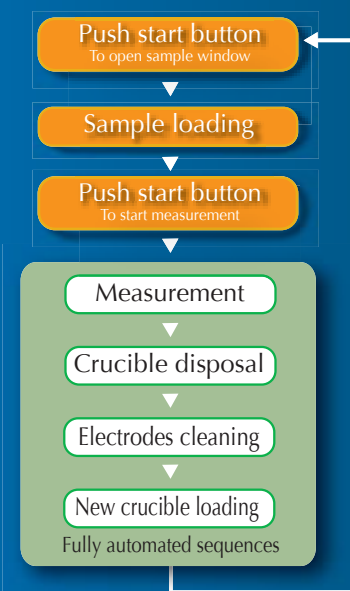 Push start button
To open sample window
Sample loading
Push start button
To start measurement
Measurement
Crucible disposal
Electrodes cleaning
New crucible loading
Fully automated sequences